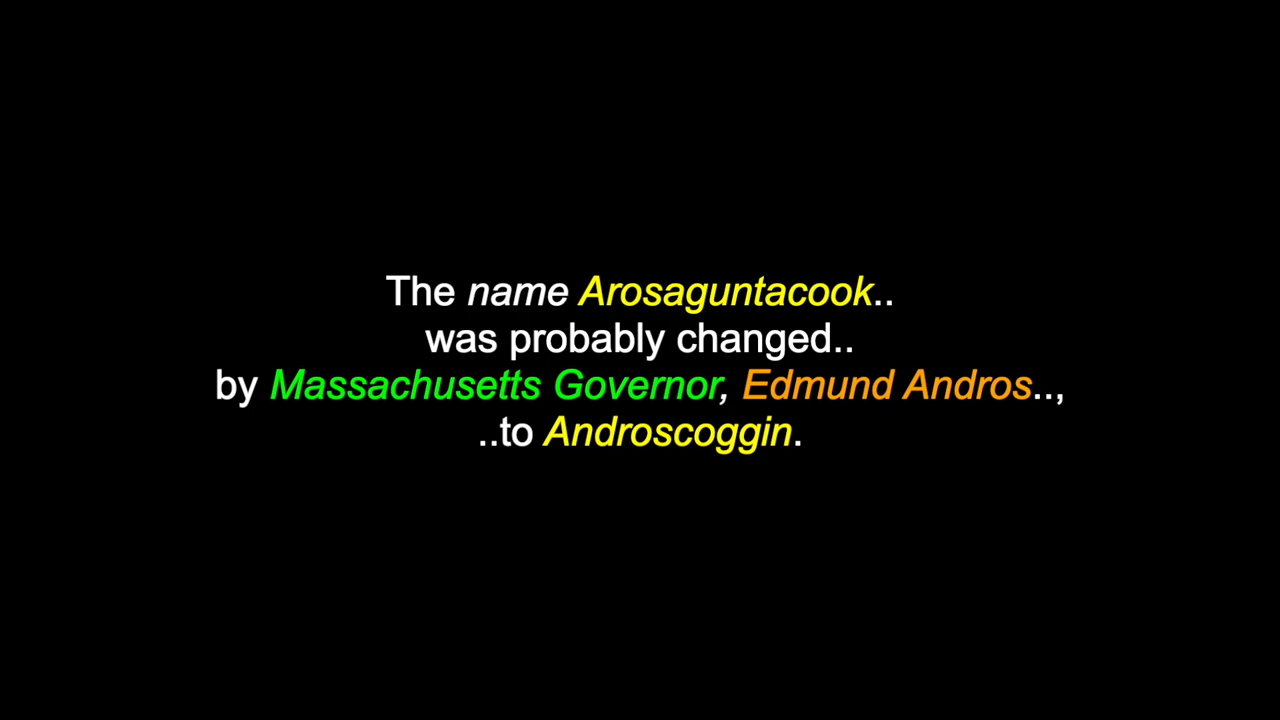 The name Arosaguntacook..
was probably changed..
by Massachusetts Governor, Edmund Andros..,
..to Androscoggin.